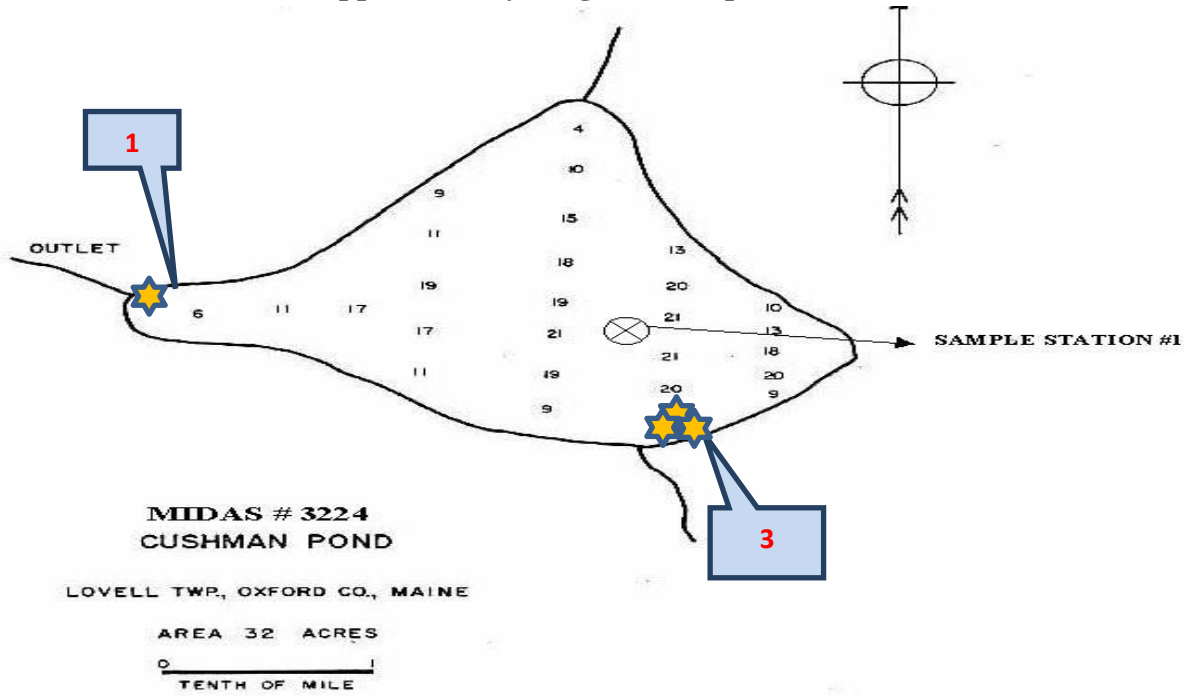 4
1
10
9
15
11
13
OUTLET
18
19 20
6 11 17 19 10
21
17 21 13
SAMPLE STATION #1
21 18
11 19 20
20 9
9
MIDAS # 3224
3
CUSHMAN POND
LOVELL TWP., OXFORD CO., MAINE
AREA 32 ACRES
0 1
TENTH OF MILE